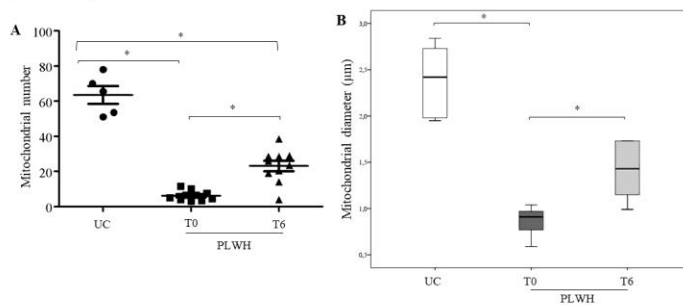 A
B
Mitochondrial number
100
80
60
40
20
0
*
*
*
UC
T0
T6
PLWH
Mitochondrial diameter (µm)
3,0
2,5
2,0
1,5
1,0
0,5
*
*
UC
T0
T6
PLWH